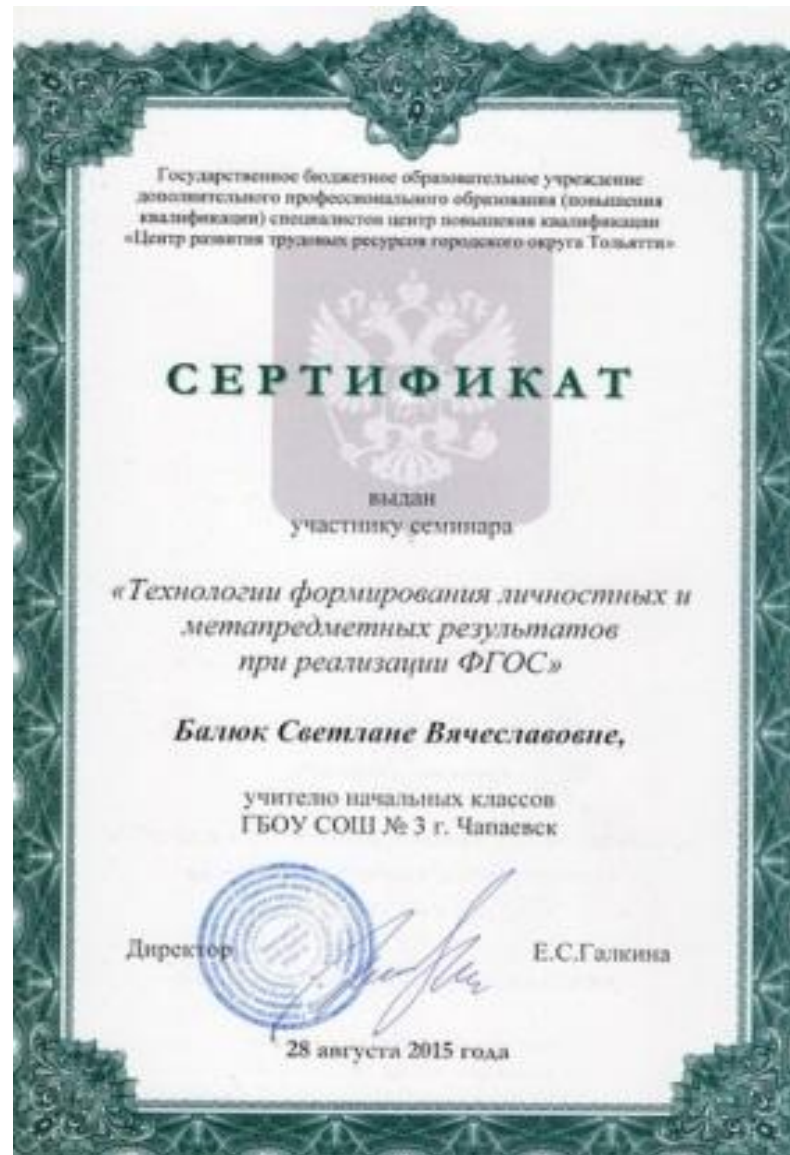 Государственное бюджетное образовательное учреждение
дополнительного профессионального образования (повышения
квалификации) специалистов центр повышения квалификации
«Центр развития трудовых ресурсов городского округа Тольятти»
СЕРТИФИКАТ
выдан
участнику семинара
«Технологии формирования личностных и
метапредметных результатов
при реализации ФГОС»
Балюк Светлане Вячеславовне,
учителю начальных классов
ГБОУ СОШ № 3 г. Чапаевск
Директор
Е.С.Галкина
28 августа 2015 года